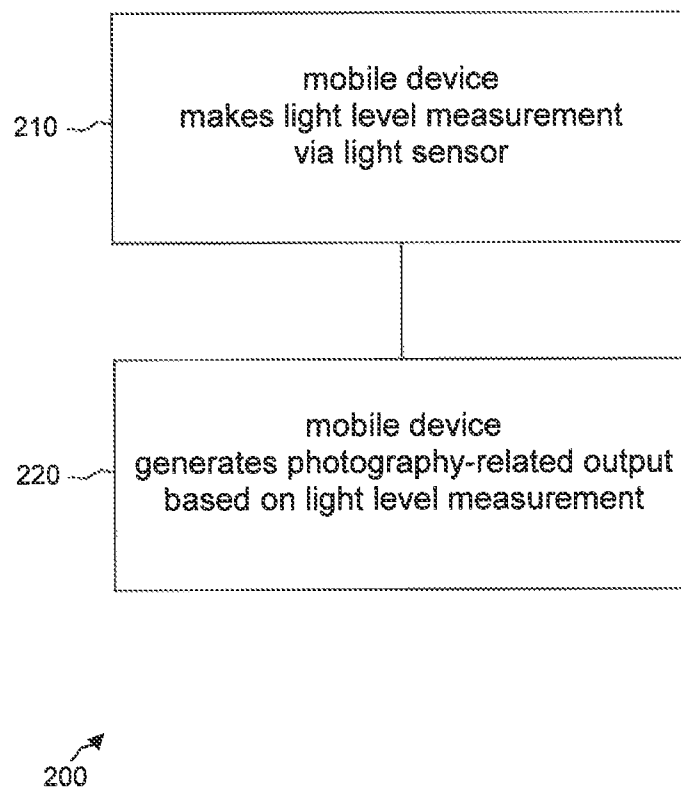 mobile device
210 makes light level measurement
via light sensor
mobile device
220 generates photography-related output
based on light level measurement
200